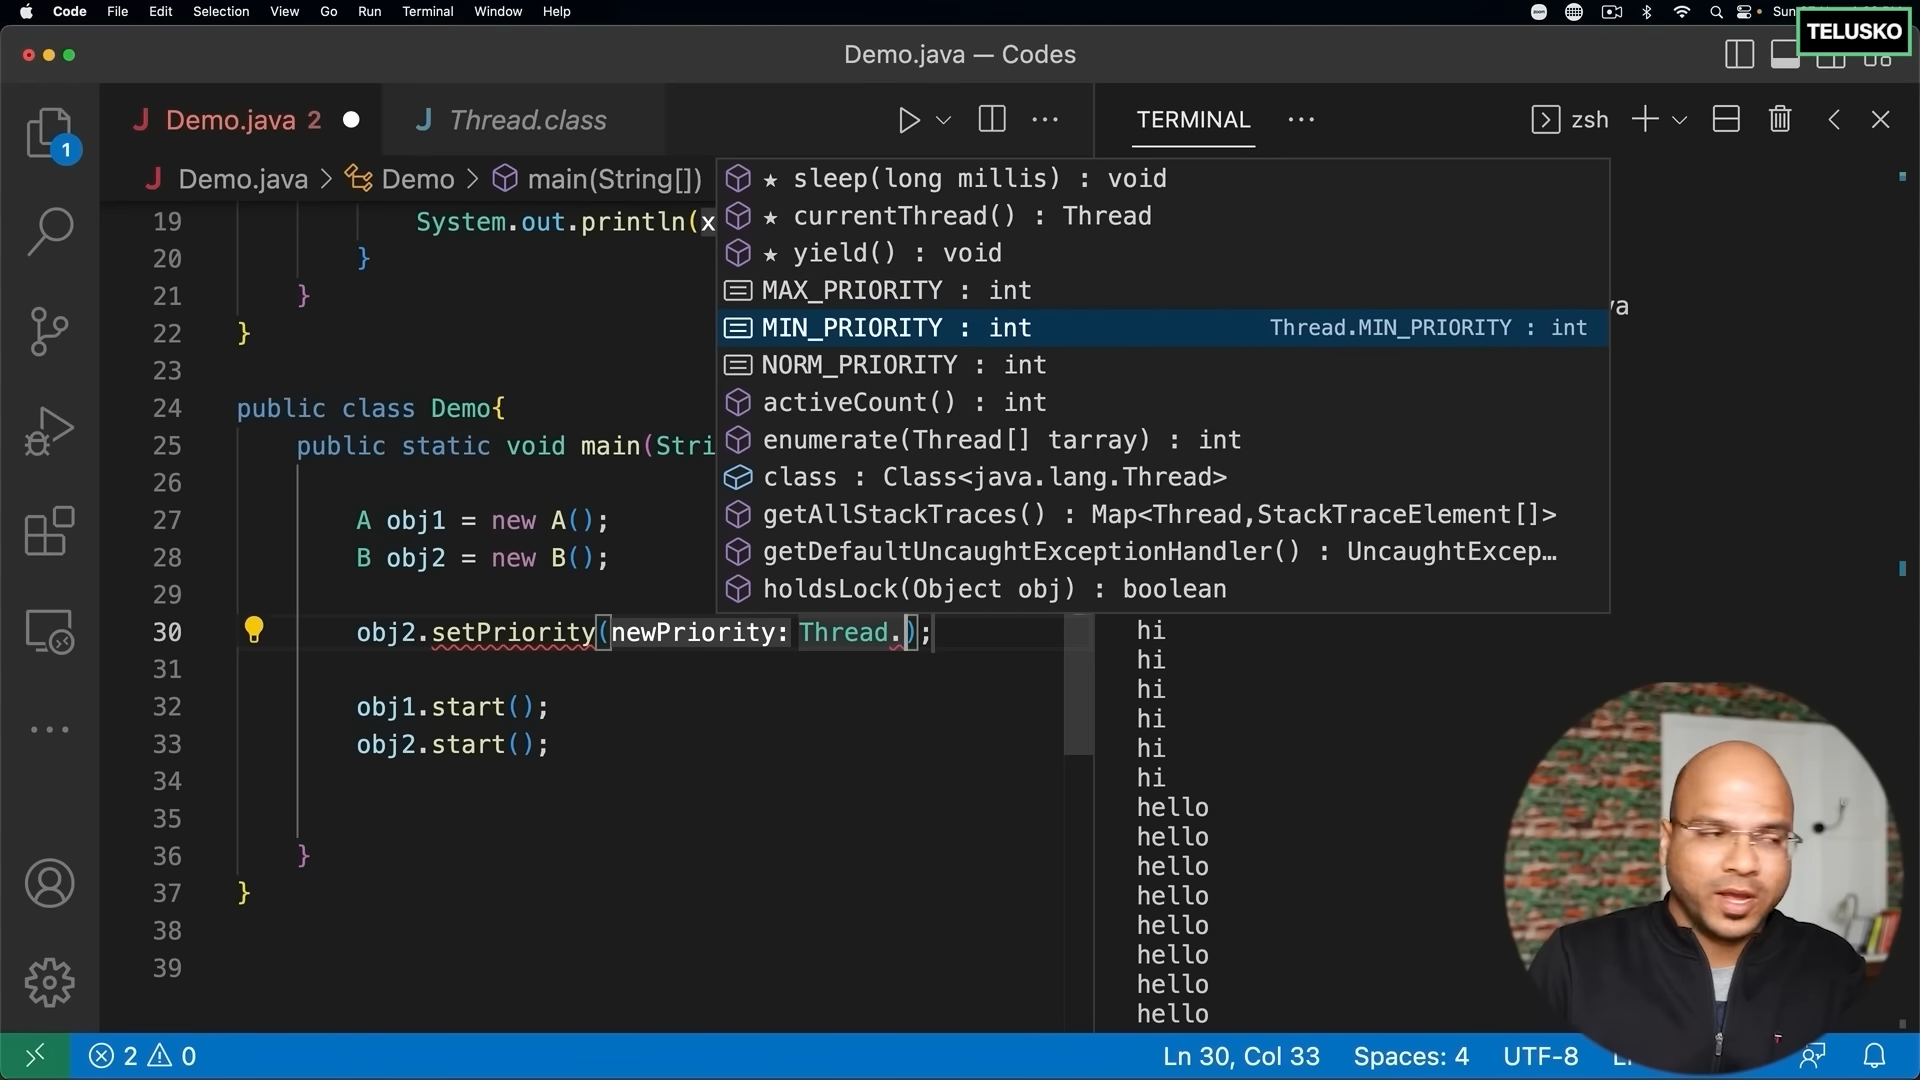 Code File Edit Selection View Go Run Terminal Window Help
TELUSKO
Demo.java — Codes
Demo.java 2
Thread.class
TERMINAL
zsh
1
Demo.java > Demo > main(String[])
★ sleep(long millis) : void
★ currentThread() : Thread
★ yield() : void
MAX_PRIORITY : int
MIN_PRIORITY : int Thread.MIN_PRIORITY : int
NORM_PRIORITY : int
activeCount() : int
enumerate(Thread[] tarray) : int
class : Class<java.lang.Thread>
getAllStackTraces() : Map<Thread,StackTraceElement[]>
getDefaultUncaughtExceptionHandler() : UncaughtExcep…
holdsLock(Object obj) : boolean
19 System.out.println(x
20 }
21 }
22 }
23
24 public class Demo{
25 public static void main(Stri
26
27 A obj1 = new A();
28 B obj2 = new B();
29
30 obj2.setPriority(newPriority: Thread.);
31
32 obj1.start();
33 obj2.start();
34
35
36 }
37 }
38
39
hi
hi
hi
hi
hi
hi
hello
hello
hello
hello
hello
hello
hello
hello
2 0
Ln 30, Col 33 Spaces: 4 UTF-8